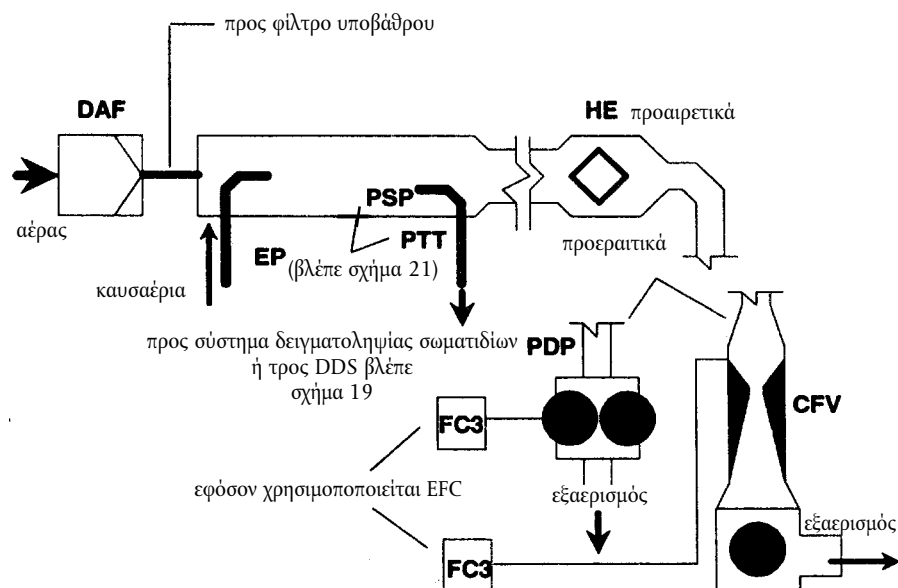 προς φίλτρο υποβάθρου
DAF
HE προαιρετικά
αέρας
PSP
PTT
προεραιτικά
EP
(βλέπε σχήμα 21)
καυσαέρια
προς σύστημα δειγματοληψίας σωματιδίων
ή τρος DDS βλέπε
σχήμα 19
PDP
CFV
FC3
εφόσον χρησιμοποποιείται EFC
εξαερισμός
εξαερισμός
FC3